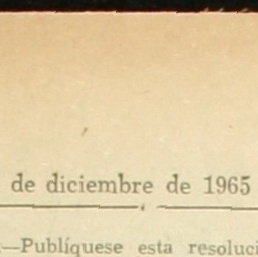 de diciembre de 1965
—Publíquese esta resoluci